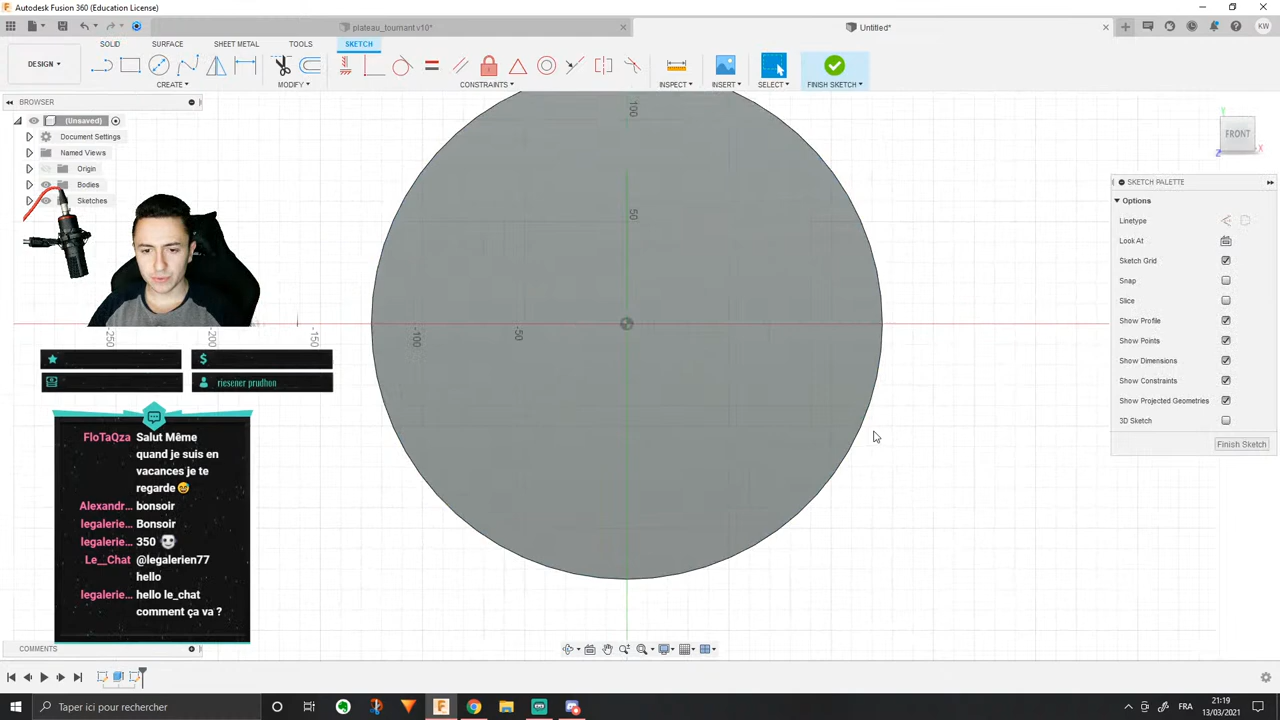 Autodesk Fusion 360 (Education License)
plateau_tournant v10*
Untitled*
KW
DESIGN
SOLID SURFACE SHEET METAL TOOLS SKETCH
CREATE MODIFY CONSTRAINTS INSPECT INSERT SELECT FINISH SKETCH
BROWSER
(Unsaved)
Document Settings
Named Views
Origin
Bodies
Sketches
100
50
-50
-100
-150
-200
-250
Y
FRONT
X
Z
SKETCH PALETTE
Options
Linetype
Look At
Sketch Grid
Snap
Slice
Show Profile
Show Points
Show Dimensions
Show Constraints
Show Projected Geometries
3D Sketch
Finish Sketch
$
riesener prudhon
FloTaQza Salut Même
quand je suis en
vacances je te
regarde 😅
Alexandr... bonsoir
legalerie... Bonsoir
legalerie... 350
Le__Chat @legalerien77
hello
legalerie... hello le_chat
comment ça va ?
COMMENTS
Taper ici pour rechercher
FRA
21:19
13/03/2021